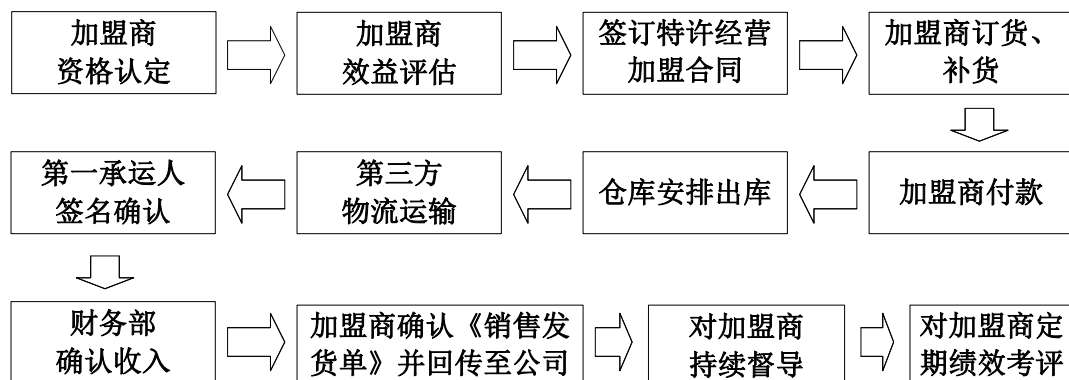 加盟商
资格认定
加盟商
效益评估
签订特许经营
加盟合同
加盟商订货、
补货
第一承运人
签名确认
第三方
物流运输
仓库安排出库
加盟商付款
财务部
确认收入
加盟商确认《销售发
货单》并回传至公司
对加盟商
持续督导
对加盟商定
期绩效考评